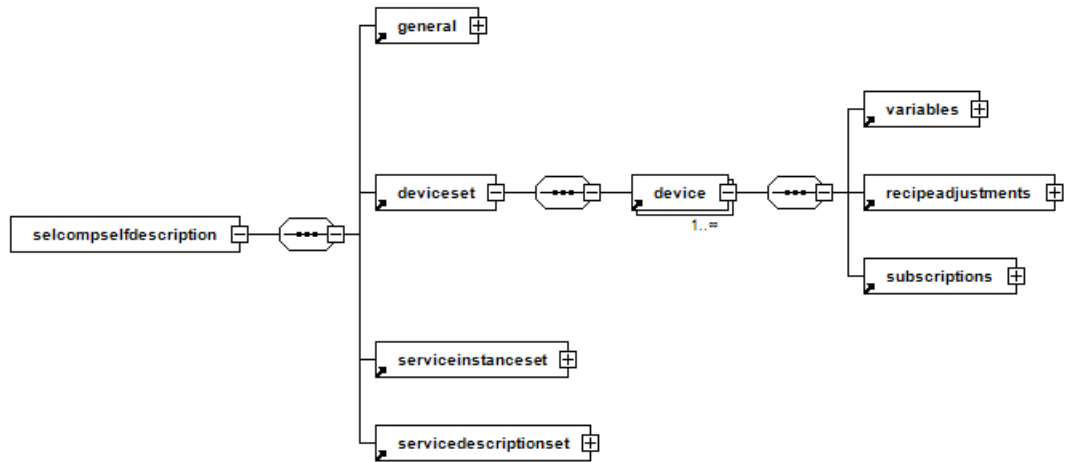 general
variables
deviceset
device
recipeadjustments
1..∞
selcompselfdescription
subscriptions
serviceinstanceset
servicedescriptionset